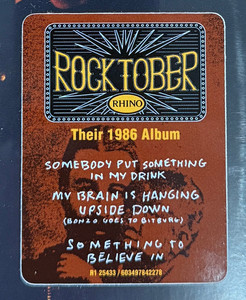 ROCKTOBER
RHINO
Their 1986 Album
SOMEBODY PUT SOMETHING
IN MY DRINK
MY BRAIN IS HANGING
UPSIDE DOWN
(BONZO GOES TO BITBURG)
SOMETHING TO
BELIEVE IN
R1 25433 / 603497842278